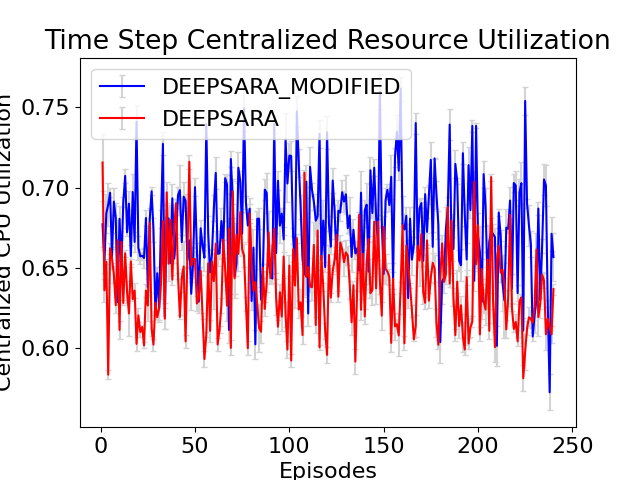 Time Step Centralized Resource Utilization
DEEPSARA_MODIFIED
DEEPSARA
Centralized CPU Utilization
0.75
0.70
0.65
0.60
0
50
100
150
200
250
Episodes